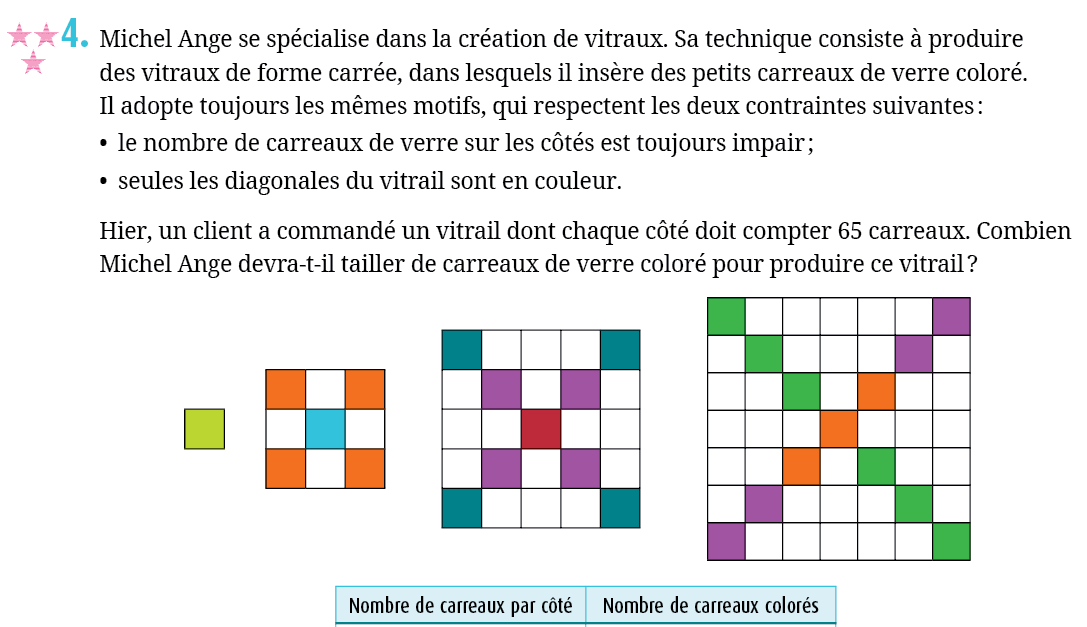 4. Michel Ange se spécialise dans la création de vitraux. Sa technique consiste à produire
des vitraux de forme carrée, dans lesquels il insère des petits carreaux de verre coloré.
Il adopte toujours les mêmes motifs, qui respectent les deux contraintes suivantes :
• le nombre de carreaux de verre sur les côtés est toujours impair ;
• seules les diagonales du vitrail sont en couleur.
Hier, un client a commandé un vitrail dont chaque côté doit compter 65 carreaux. Combien
Michel Ange devra-t-il tailler de carreaux de verre coloré pour produire ce vitrail ?
Nombre de carreaux par côté Nombre de carreaux colorés